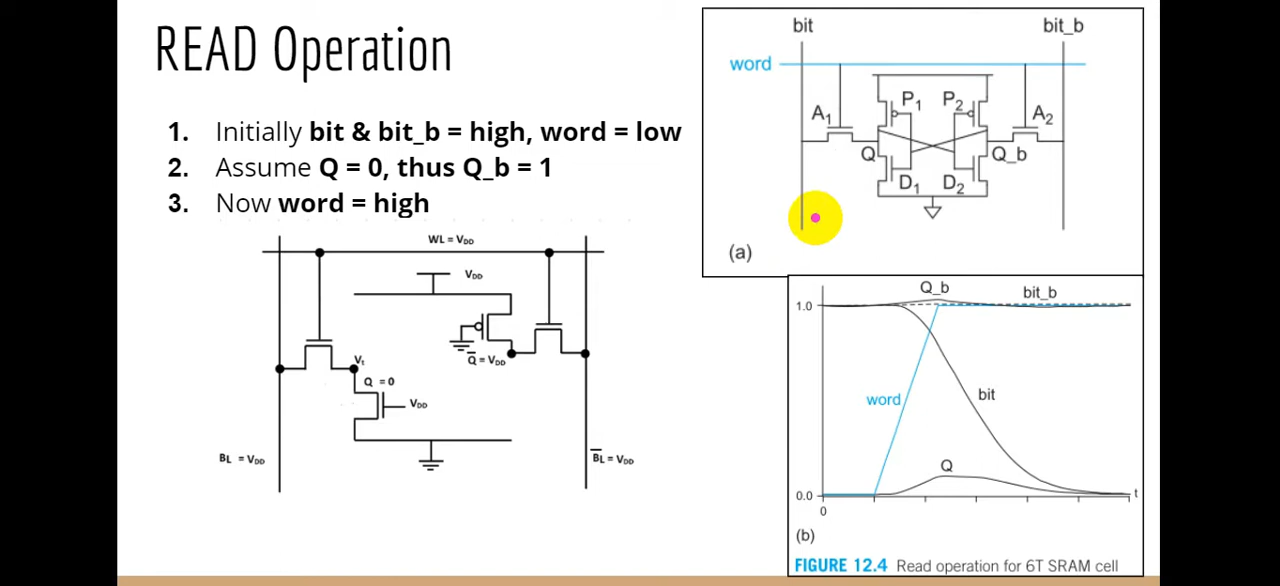 READ Operation
1. Initially bit & bit_b = high, word = low
2. Assume Q = 0, thus Q_b = 1
3. Now word = high
WL = VDD
VDD
Q̅ = VDD
V1
Q = 0
VDD
BL = VDD
B̅L̅ = VDD
bit
bit_b
word
A1
P1
P2
A2
Q
Q_b
D1
D2
(a)
Q_b
bit_b
1.0
word
bit
Q
0.0
t
0
(b)
FIGURE 12.4 Read operation for 6T SRAM cell